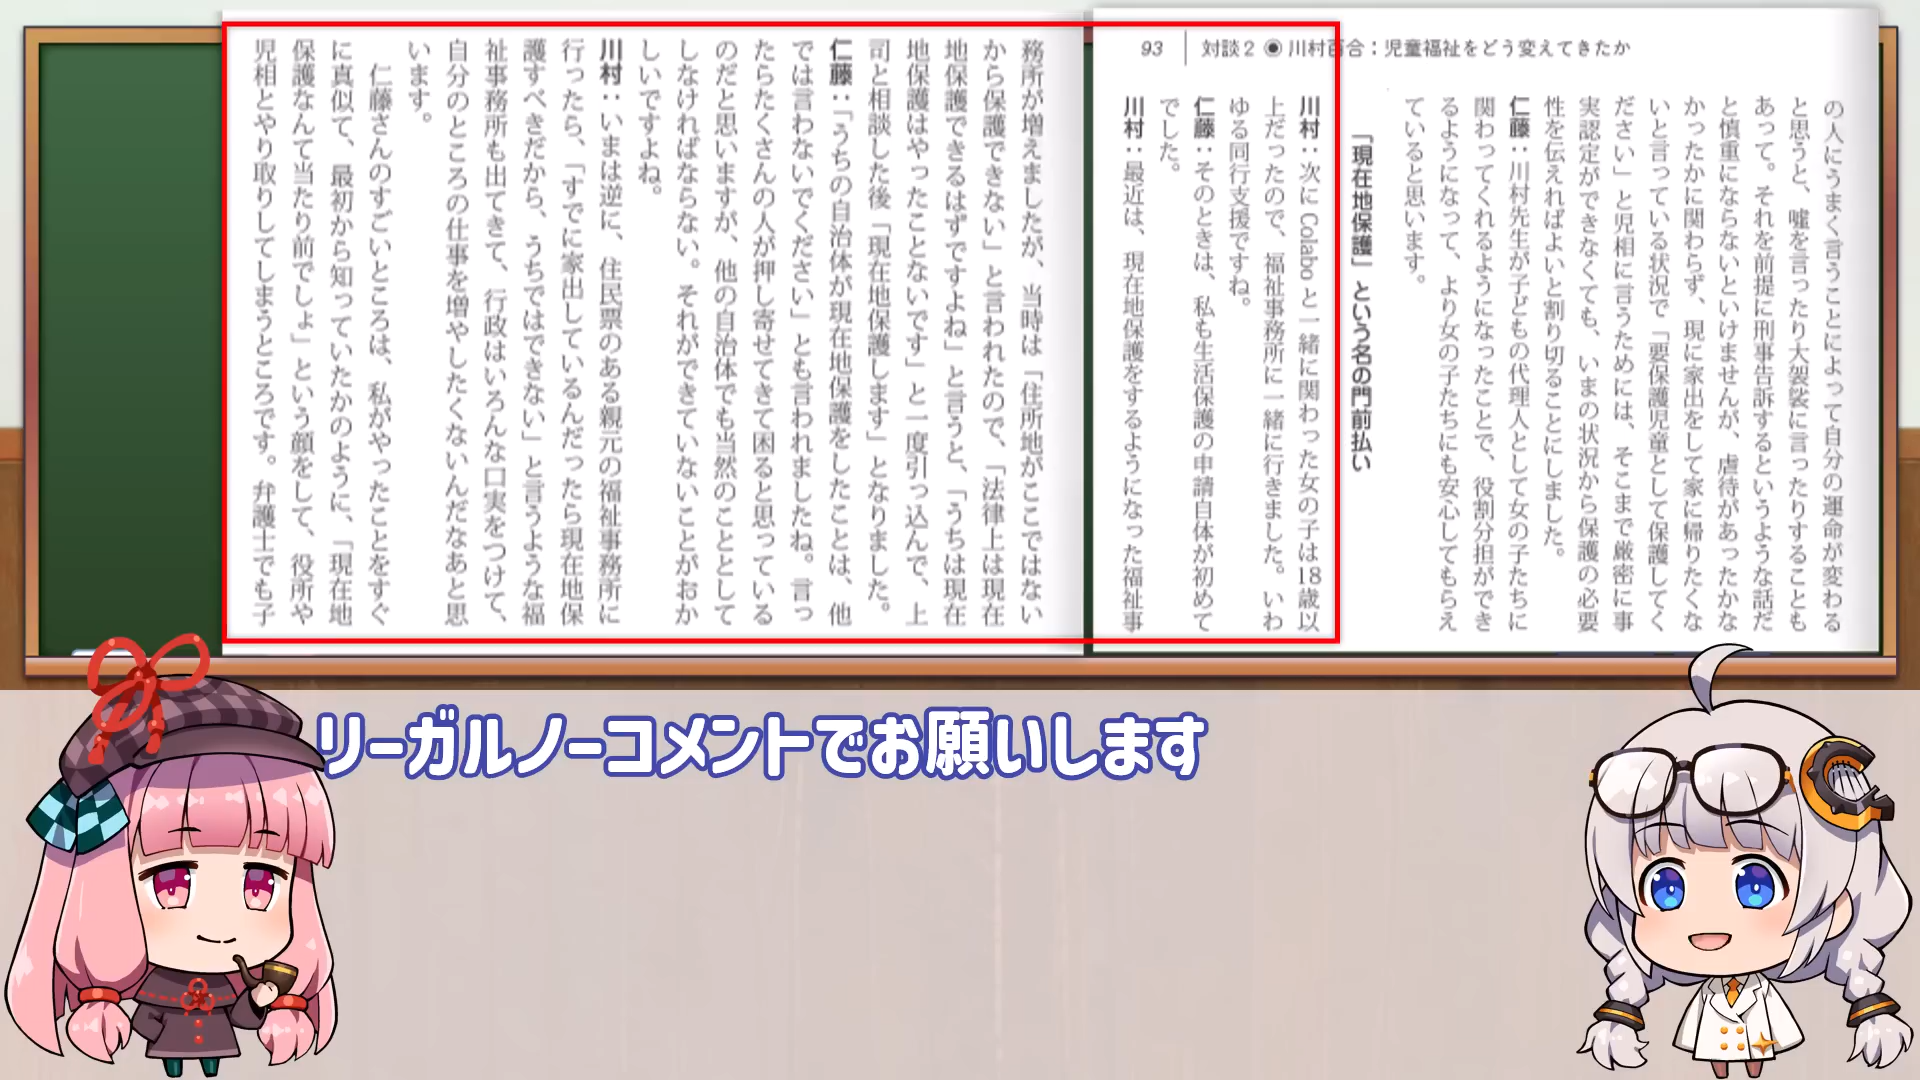 93 対談2◉川村百合:児童福祉をどう変えてきたか
の人にうまく言うことによって自分の運命が変わる
と思うと、嘘を言ったり大袈裟に言ったりすることも
あって。それを前提に刑事告訴するというような話だ
と慎重にならないといけませんが、虐待があったかな
かったかに関わらず、現に家出をして家に帰りたくな
いと言っている状況で「要保護児童として保護してく
ださい」と児相に言うためには、そこまで厳密に事
実認定ができなくても、いまの状況から保護の必要
性を伝えればよいと割り切ることにしました。
仁藤:川村先生が子どもの代理人として女の子たちに
関わってくれるようになったことで、役割分担ができ
るようになって、より女の子たちにも安心してもらえ
ていると思います。
「現在地保護」という名の門前払い
川村:次にColaboと一緒に関わった女の子は18歳以
上だったので、福祉事務所に一緒に行きました。いわ
ゆる同行支援ですね。
仁藤:そのときは、私も生活保護の申請自体が初めて
でした。
川村:最近は、現在地保護をするようになった福祉事
務所が増えましたが、当時は「住所地がここではない
から保護できない」と言われたので、「法律上は現在
地保護できるはずですよね」と言うと、「うちは現在
地保護はやったことないです」と一度引っ込んで、上
司と相談した後「現在地保護します」となりました。
仁藤:「うちの自治体が現在地保護をしたことは、他
では言わないでください」とも言われましたね。言っ
たらたくさんの人が押し寄せてきて困ると思っている
のだと思いますが、他の自治体でも当然のこととして
しなければならない。それができていないことがおか
しいですよね。
川村:いまは逆に、住民票のある親元の福祉事務所に
行ったら、「すでに家出しているんだったら現在地保
護すべきだから、うちではできない」と言うような福
祉事務所も出てきて、行政はいろんな口実をつけて、
自分のところの仕事を増やしたくないんだなあと思
います。
仁藤さんのすごいところは、私がやったことをすぐ
に真似て、最初から知っていたかのように、「現在地
保護なんて当たり前でしょ」という顔をして、役所や
児相とやり取りしてしまうところです。弁護士でも子
リーガルノーコメントでお願いします